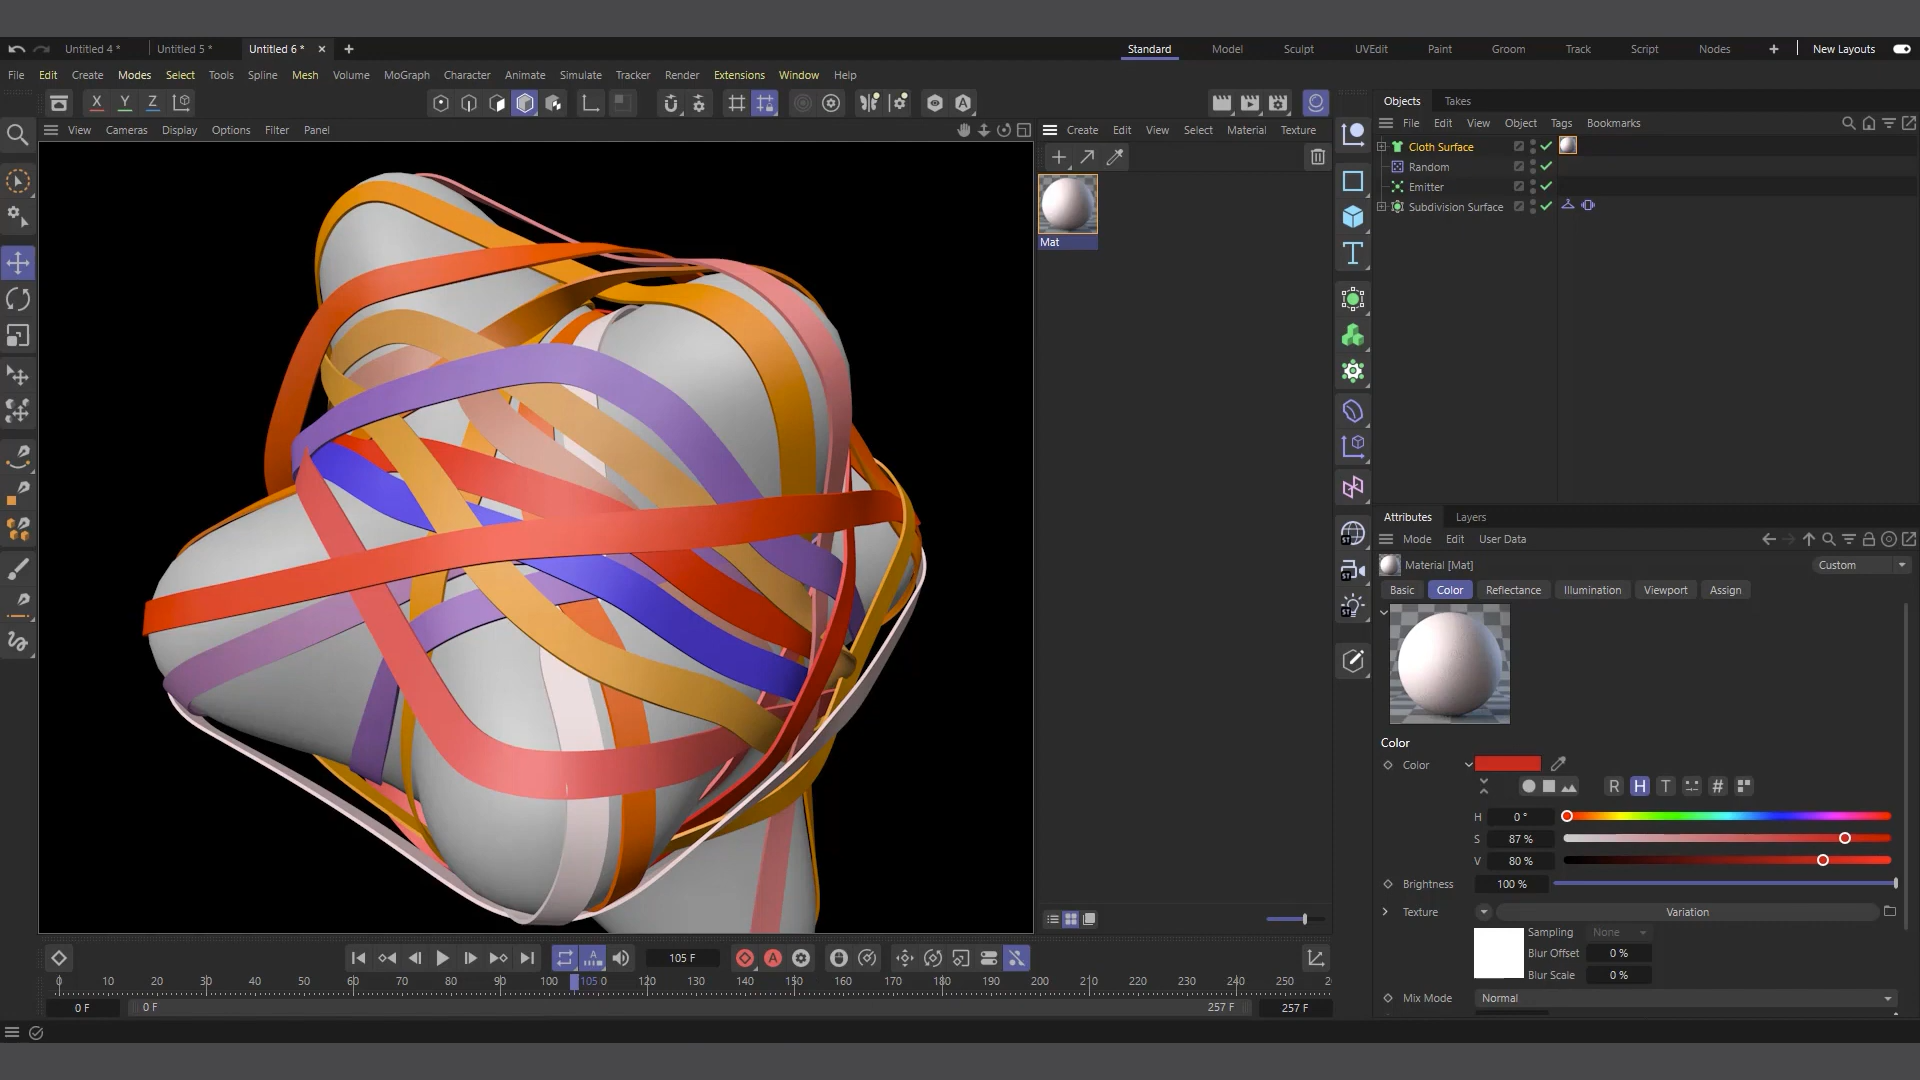 Untitled 4 * Untitled 5 * Untitled 6 * × + Standard Model Sculpt UVEdit Paint Groom Track Script Nodes + New Layouts
File Edit Create Modes Select Tools Spline Mesh Volume MoGraph Character Animate Simulate Tracker Render Extensions Window Help
X Y Z
Objects Takes
View Cameras Display Options Filter Panel
Create Edit View Select Material Texture
File Edit View Object Tags Bookmarks
Cloth Surface
Random
Emitter
Subdivision Surface
Mat
Attributes Layers
Mode Edit User Data
Material [Mat] Custom
Basic Color Reflectance Illumination Viewport Assign
Color
Color
R H T #
H 0 °
S 87 %
V 80 %
Brightness 100 %
Texture Variation
Sampling None
Blur Offset 0 %
Blur Scale 0 %
Mix Mode Normal
105 F
0 10 20 30 40 50 60 70 80 90 100 105 0 120 130 140 150 160 170 180 190 200 210 220 230 240 250 2
0 F 0 F 257 F 257 F